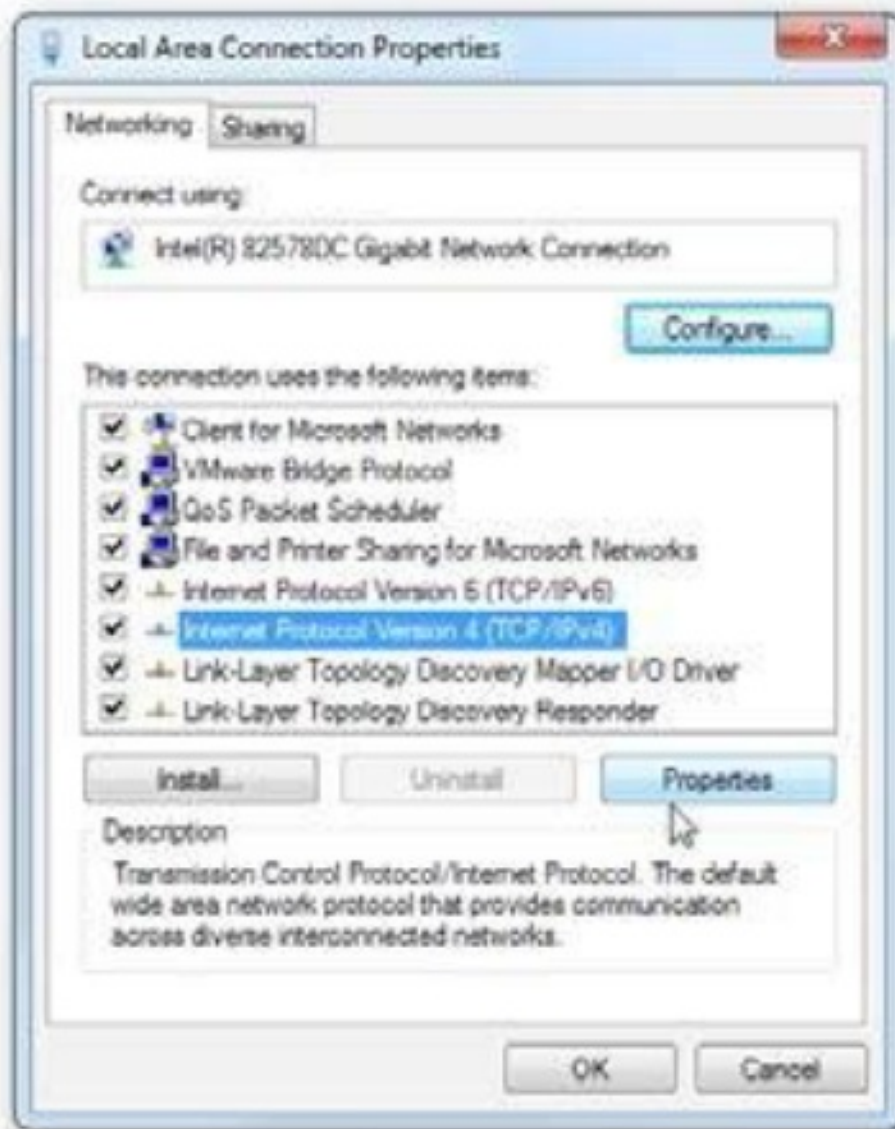 Local Area Connection Properties
Networking
Sharing
Connect using:
Intel(R) 82578DC Gigabit Network Connection
Configure...
This connection uses the following items:
Client for Microsoft Networks
VMware Bridge Protocol
QoS Packet Scheduler
File and Printer Sharing for Microsoft Networks
Internet Protocol Version 6 (TCP/IPv6)
Internet Protocol Version 4 (TCP/IPv4)
Link-Layer Topology Discovery Mapper I/O Driver
Link-Layer Topology Discovery Responder
Install...
Uninstall
Properties
Description
Transmission Control Protocol/Internet Protocol. The default
wide area network protocol that provides communication
across diverse interconnected networks.
OK
Cancel